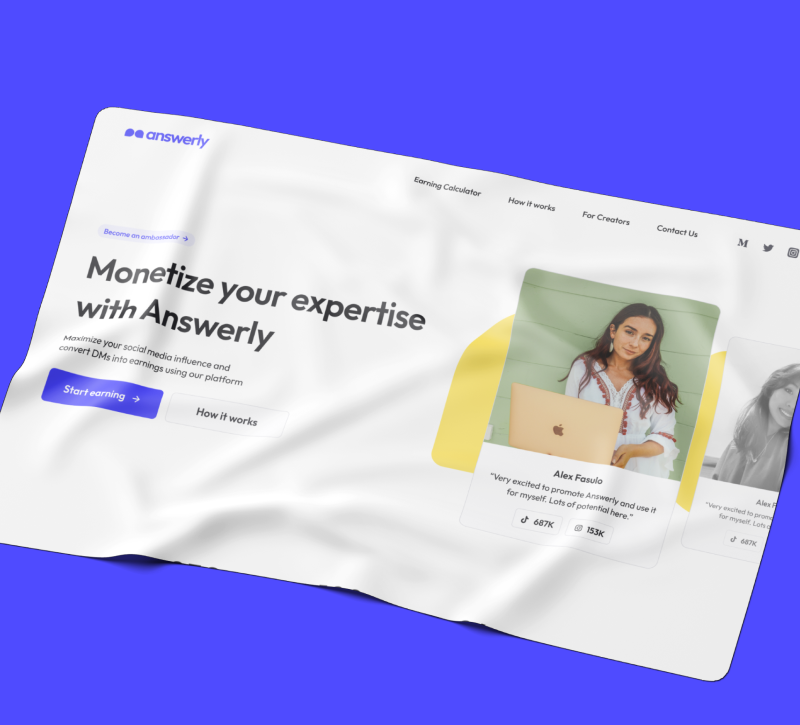 answerly
Earning Calculator
How it works
For Creators
Contact Us
Become an ambassador →
Monetize your expertise
with Answerly
Maximize your social media influence and
convert DMs into earnings using our platform
Start earning →
How it works
Alex Fasulo
"Very excited to promote Answerly and use it
for myself. Lots of potential here."
687K
153K
Alex
"Very excited to
for myself. Lots
687K